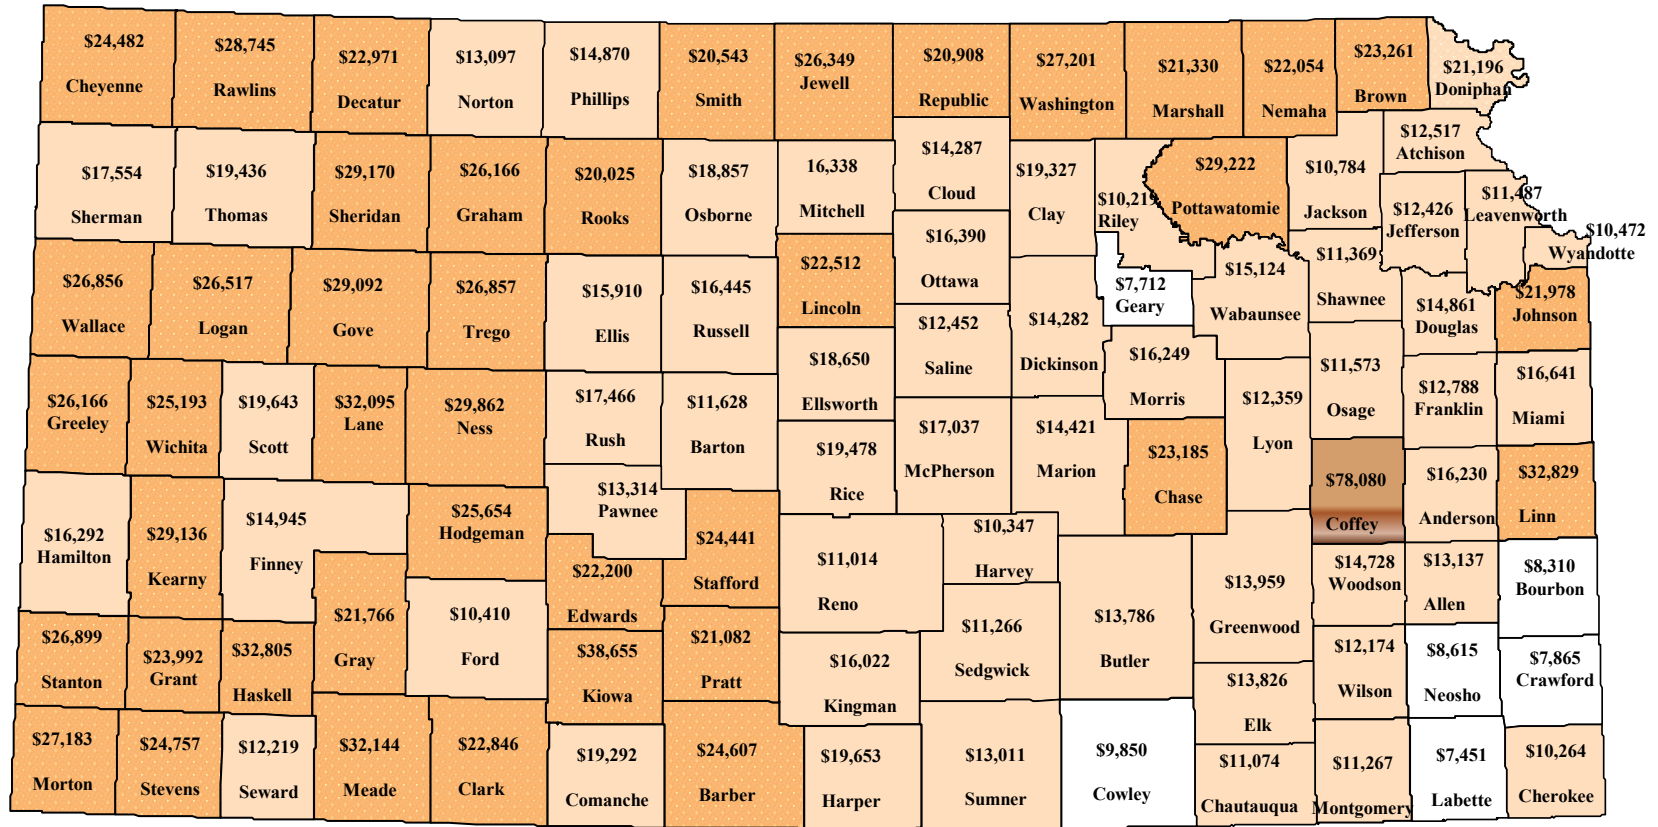 $24,482
Cheyenne
$28,745
Rawlins
$22,971
Decatur
$13,097
Norton
$14,870
Phillips
$20,543
Smith
$26,349
Jewell
$20,908
Republic
$27,201
Washington
$21,330
Marshall
$22,054
Nemaha
$23,261
Brown
$21,196
Doniphan
$17,554
Sherman
$19,436
Thomas
$29,170
Sheridan
$26,166
Graham
$20,025
Rooks
$18,857
Osborne
16,338
Mitchell
$14,287
Cloud
$19,327
Clay
$10,219
Riley
$29,222
Pottawatomie
$10,784
Jackson
$12,517
Atchison
$12,426
Jefferson
$11,487
Leavenworth
$10,472
Wyandotte
$26,856
Wallace
$26,517
Logan
$29,092
Gove
$26,857
Trego
$15,910
Ellis
$16,445
Russell
$22,512
Lincoln
$16,390
Ottawa
$12,452
Saline
$14,282
Dickinson
$7,712
Geary
$15,124
Wabaunsee
$11,369
Shawnee
$14,861
Douglas
$21,978
Johnson
$26,166
Greeley
$25,193
Wichita
$19,643
Scott
$32,095
Lane
$29,862
Ness
$17,466
Rush
$11,628
Barton
$18,650
Ellsworth
$19,478
Rice
$17,037
McPherson
$14,421
Marion
$16,249
Morris
$23,185
Chase
$12,359
Lyon
$11,573
Osage
$12,788
Franklin
$16,641
Miami
$78,080
Coffey
$16,230
Anderson
$32,829
Linn
$16,292
Hamilton
$29,136
Kearny
$14,945
Finney
$25,654
Hodgeman
$13,314
Pawnee
$24,441
Stafford
$22,200
Edwards
$11,014
Reno
$10,347
Harvey
$11,266
Sedgwick
$13,786
Butler
$13,959
Greenwood
$14,728
Woodson
$13,137
Allen
$8,310
Bourbon
$26,899
Stanton
$23,992
Grant
$32,805
Haskell
$21,766
Gray
$10,410
Ford
$38,655
Kiowa
$21,082
Pratt
$16,022
Kingman
$13,826
Elk
$12,174
Wilson
$8,615
Neosho
$7,865
Crawford
$27,183
Morton
$24,757
Stevens
$12,219
Seward
$32,144
Meade
$22,846
Clark
$19,292
Comanche
$24,607
Barber
$19,653
Harper
$13,011
Sumner
$9,850
Cowley
$11,074
Chautauqua
$11,267
Montgomery
$7,451
Labette
$10,264
Cherokee